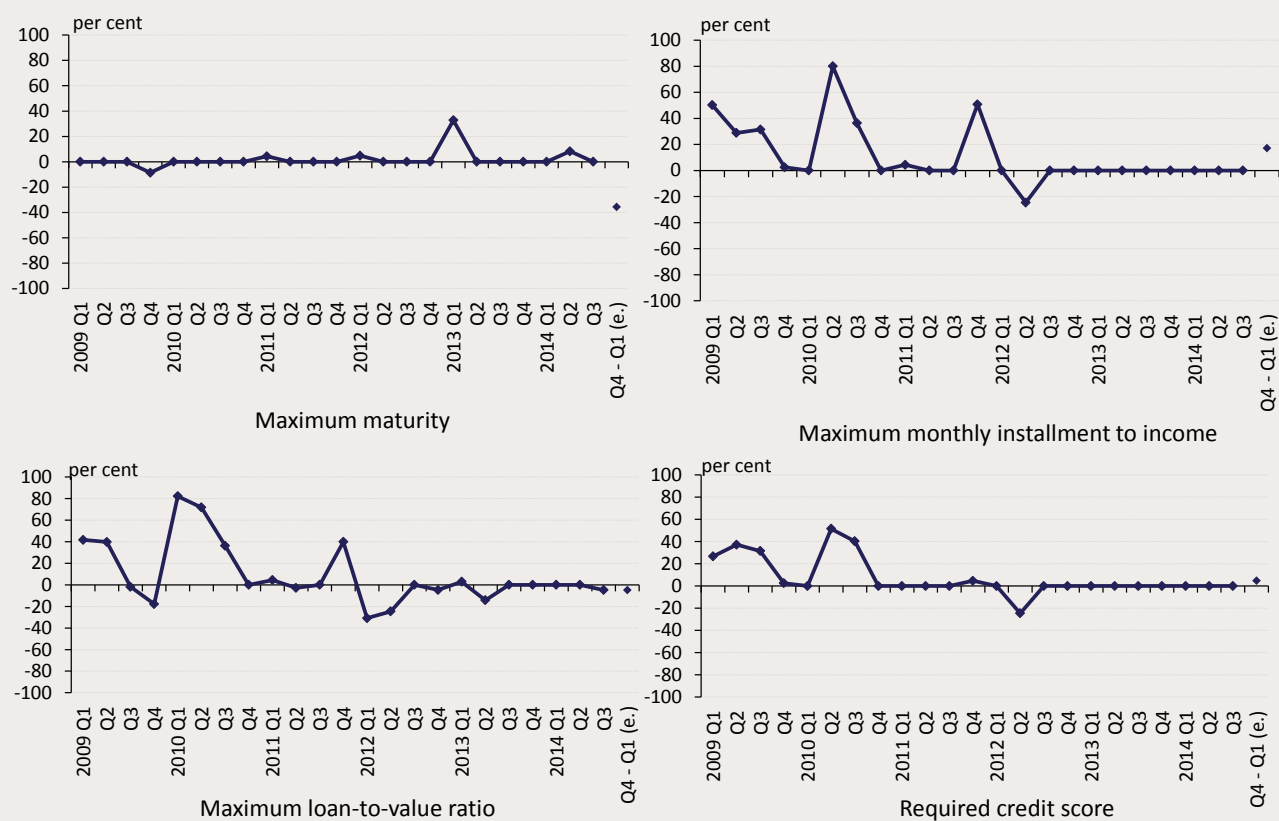 per cent
100
80
60
40
20
0
-20
-40
-60
-80
-100
2009 Q1
Q2
Q3
Q4
2010 Q1
Q2
Q3
Q4
2011 Q1
Q2
Q3
Q4
2012 Q1
Q2
Q3
Q4
2013 Q1
Q2
Q3
Q4
2014 Q1
Q2
Q3
Q4 - Q1 (e.)
Maximum maturity
per cent
100
80
60
40
20
0
-20
-40
-60
-80
-100
2009 Q1
Q2
Q3
Q4
2010 Q1
Q2
Q3
Q4
2011 Q1
Q2
Q3
Q4
2012 Q1
Q2
Q3
Q4
2013 Q1
Q2
Q3
Q4
2014 Q1
Q2
Q3
Q4 - Q1 (e.)
Maximum monthly installment to income
per cent
100
80
60
40
20
0
-20
-40
-60
-80
-100
2009 Q1
Q2
Q3
Q4
2010 Q1
Q2
Q3
Q4
2011 Q1
Q2
Q3
Q4
2012 Q1
Q2
Q3
Q4
2013 Q1
Q2
Q3
Q4
2014 Q1
Q2
Q3
Q4 - Q1 (e.)
Maximum loan-to-value ratio
per cent
100
80
60
40
20
0
-20
-40
-60
-80
-100
2009 Q1
Q2
Q3
Q4
2010 Q1
Q2
Q3
Q4
2011 Q1
Q2
Q3
Q4
2012 Q1
Q2
Q3
Q4
2013 Q1
Q2
Q3
Q4
2014 Q1
Q2
Q3
Q4 - Q1 (e.)
Required credit score